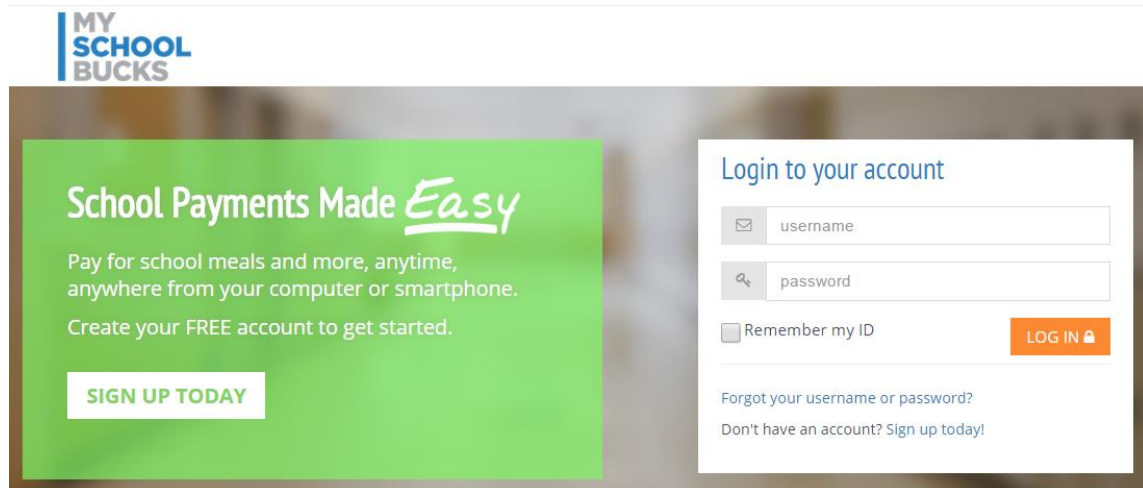 MY
SCHOOL
BUCKS
School Payments Made Easy
Pay for school meals and more, anytime,
anywhere from your computer or smartphone.
Create your FREE account to get started.
SIGN UP TODAY
Login to your account
username
password
Remember my ID
LOG IN
Forgot your username or password?
Don't have an account? Sign up today!